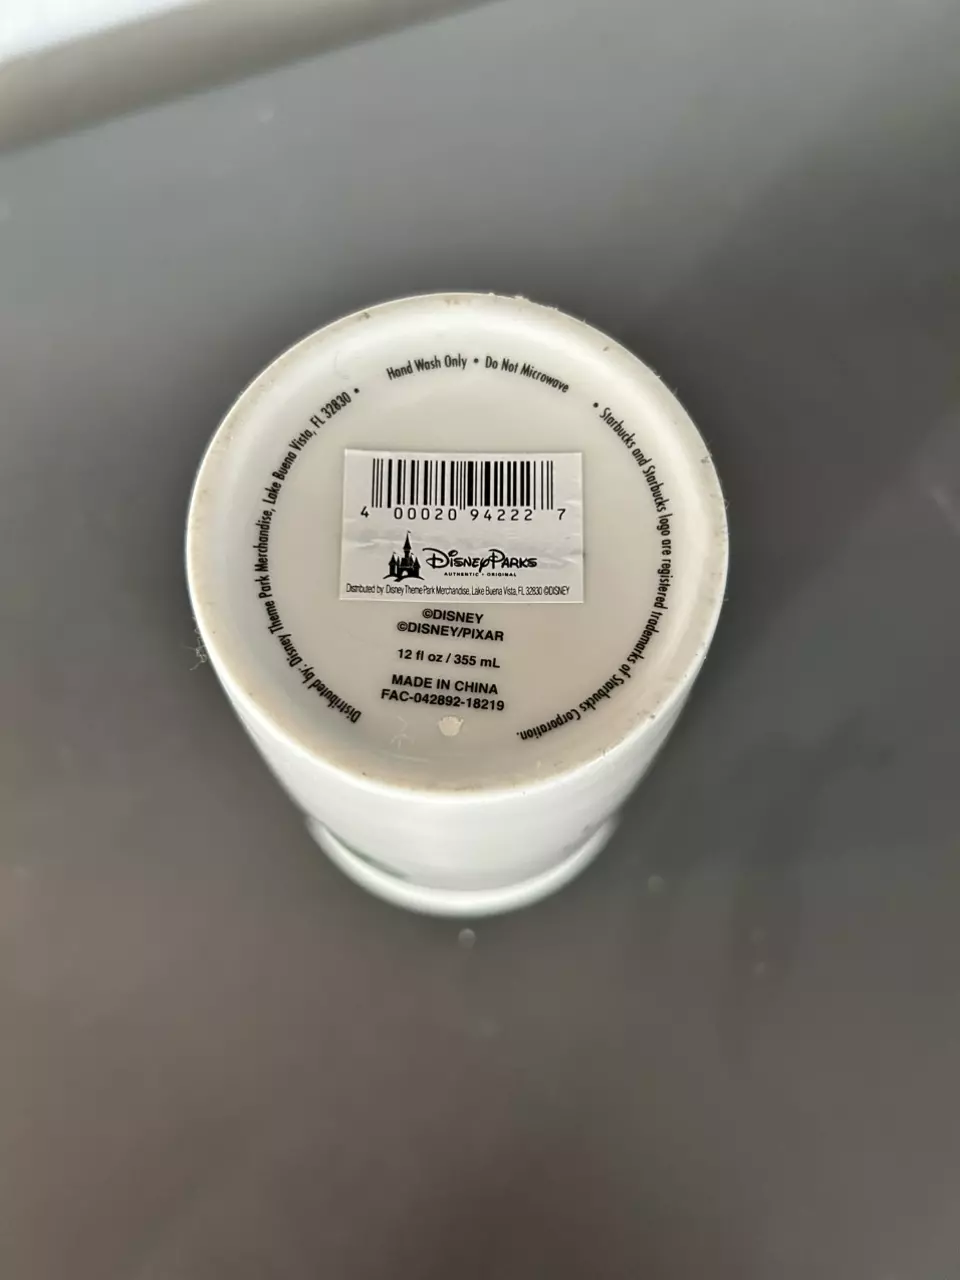 Hand Wash Only • Do Not Microwave
• Starbucks and Starbucks logo are registered trademarks of Starbucks Corporation.
Distributed by: Disney Theme Park Merchandise, Lake Buena Vista, FL 32830 •
4 00020 94222 7
Disney Parks
AUTHENTIC • ORIGINAL
Distributed by: Disney Theme Park Merchandise, Lake Buena Vista, FL 32830 ©DISNEY
©DISNEY
©DISNEY/PIXAR
12 fl oz / 355 mL
MADE IN CHINA
FAC-042892-18219